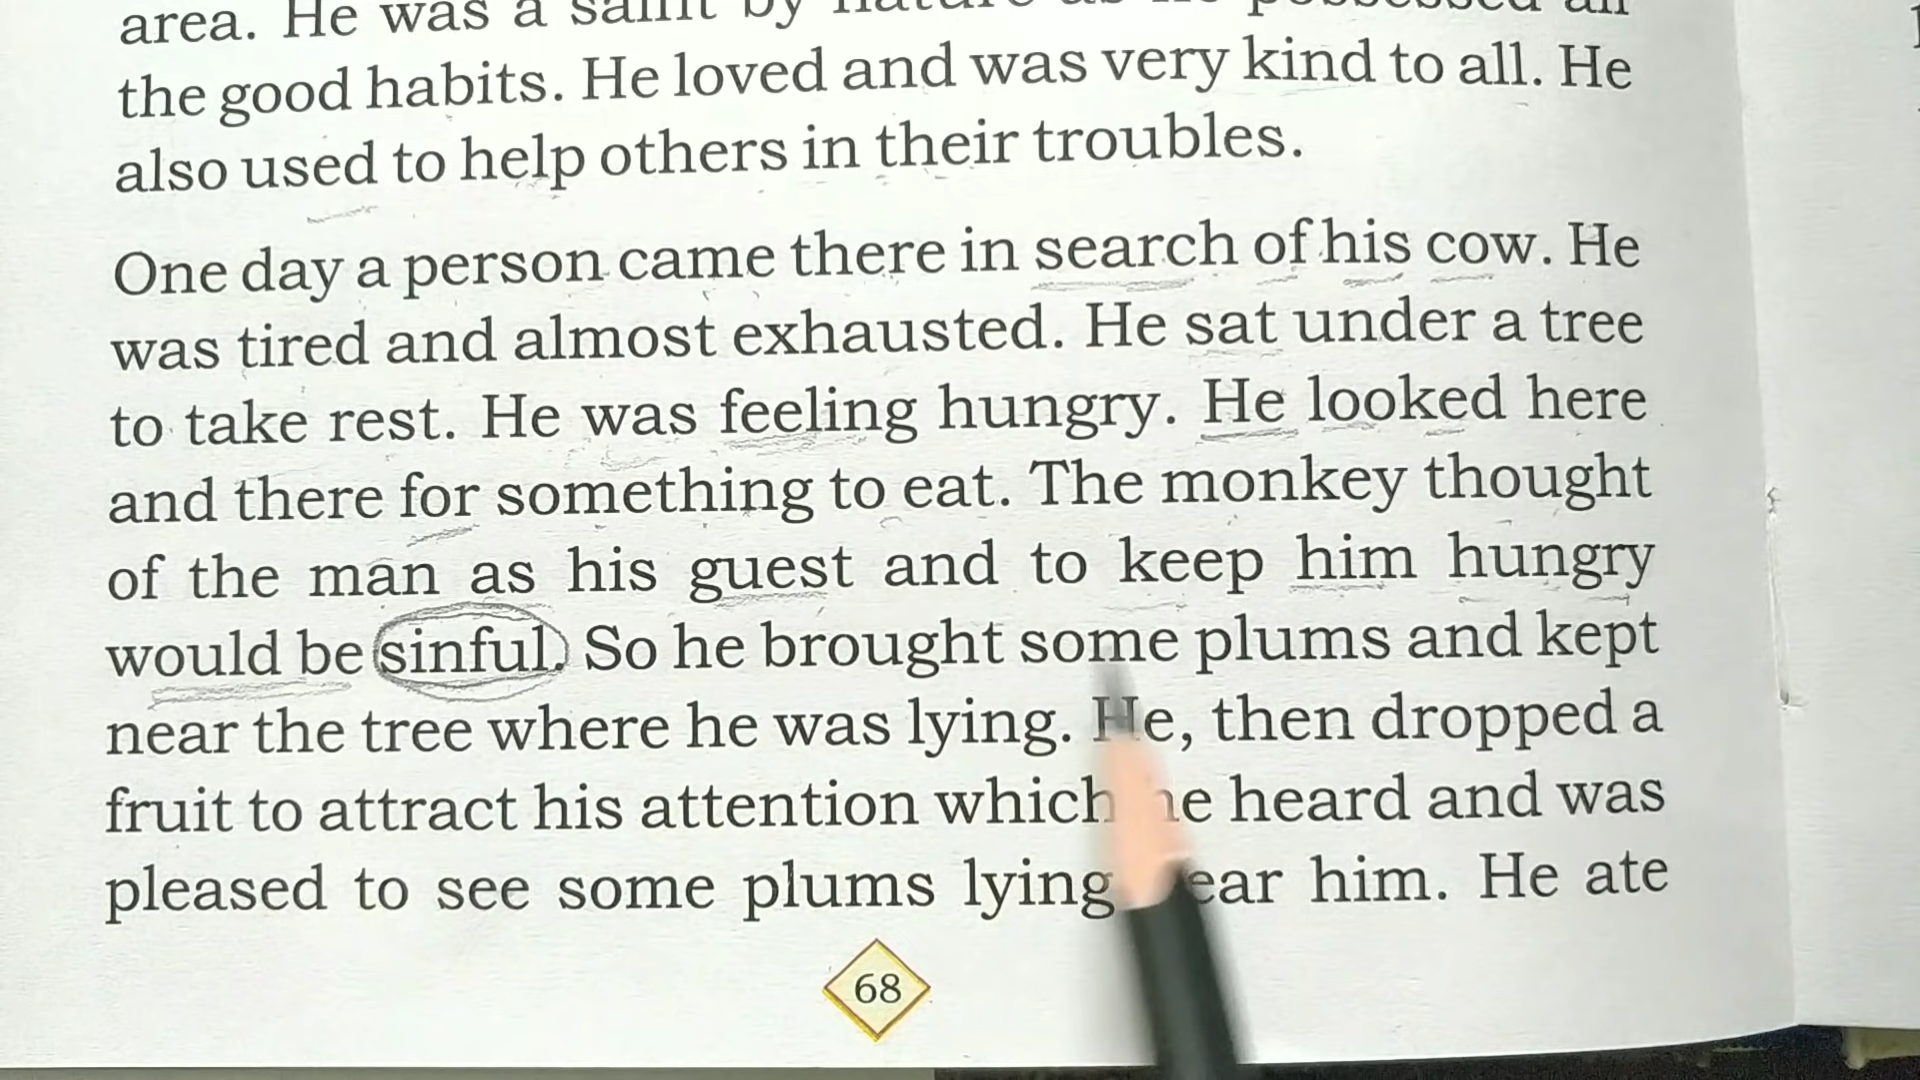 area. He was a saint by nature as he possessed all
the good habits. He loved and was very kind to all. He
also used to help others in their troubles.
One day a person came there in search of his cow. He
was tired and almost exhausted. He sat under a tree
to take rest. He was feeling hungry. He looked here
and there for something to eat. The monkey thought
of the man as his guest and to keep him hungry
would be sinful. So he brought some plums and kept
near the tree where he was lying. He, then dropped a
fruit to attract his attention which he heard and was
pleased to see some plums lying near him. He ate
68